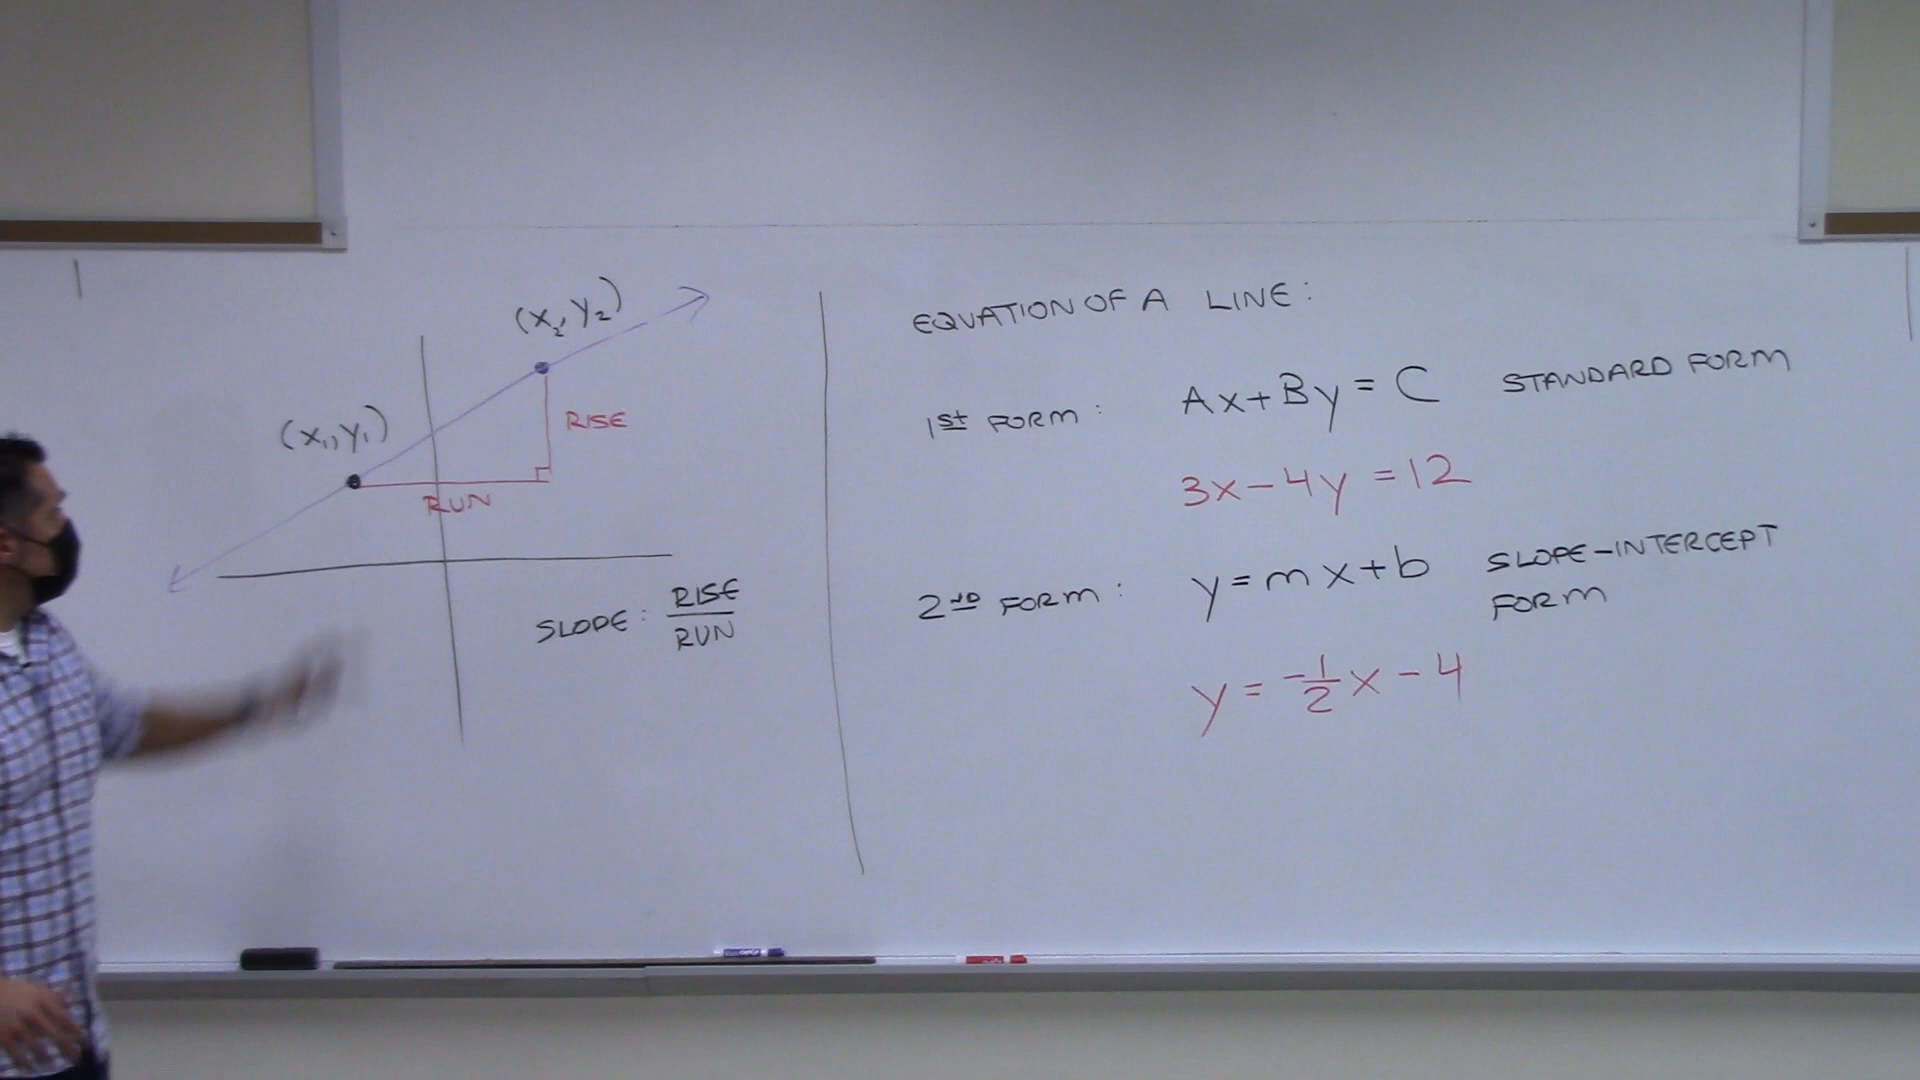 (x₂, y₂)
(x₁, y₁)
RISE
RUN
SLOPE: RISE/RUN
EQUATION OF A LINE:
1st FORM: Ax+By=C STANDARD FORM
3x-4y=12
2ND FORM: y=mx+b SLOPE-INTERCEPT
FORM
y=-1/2x-4